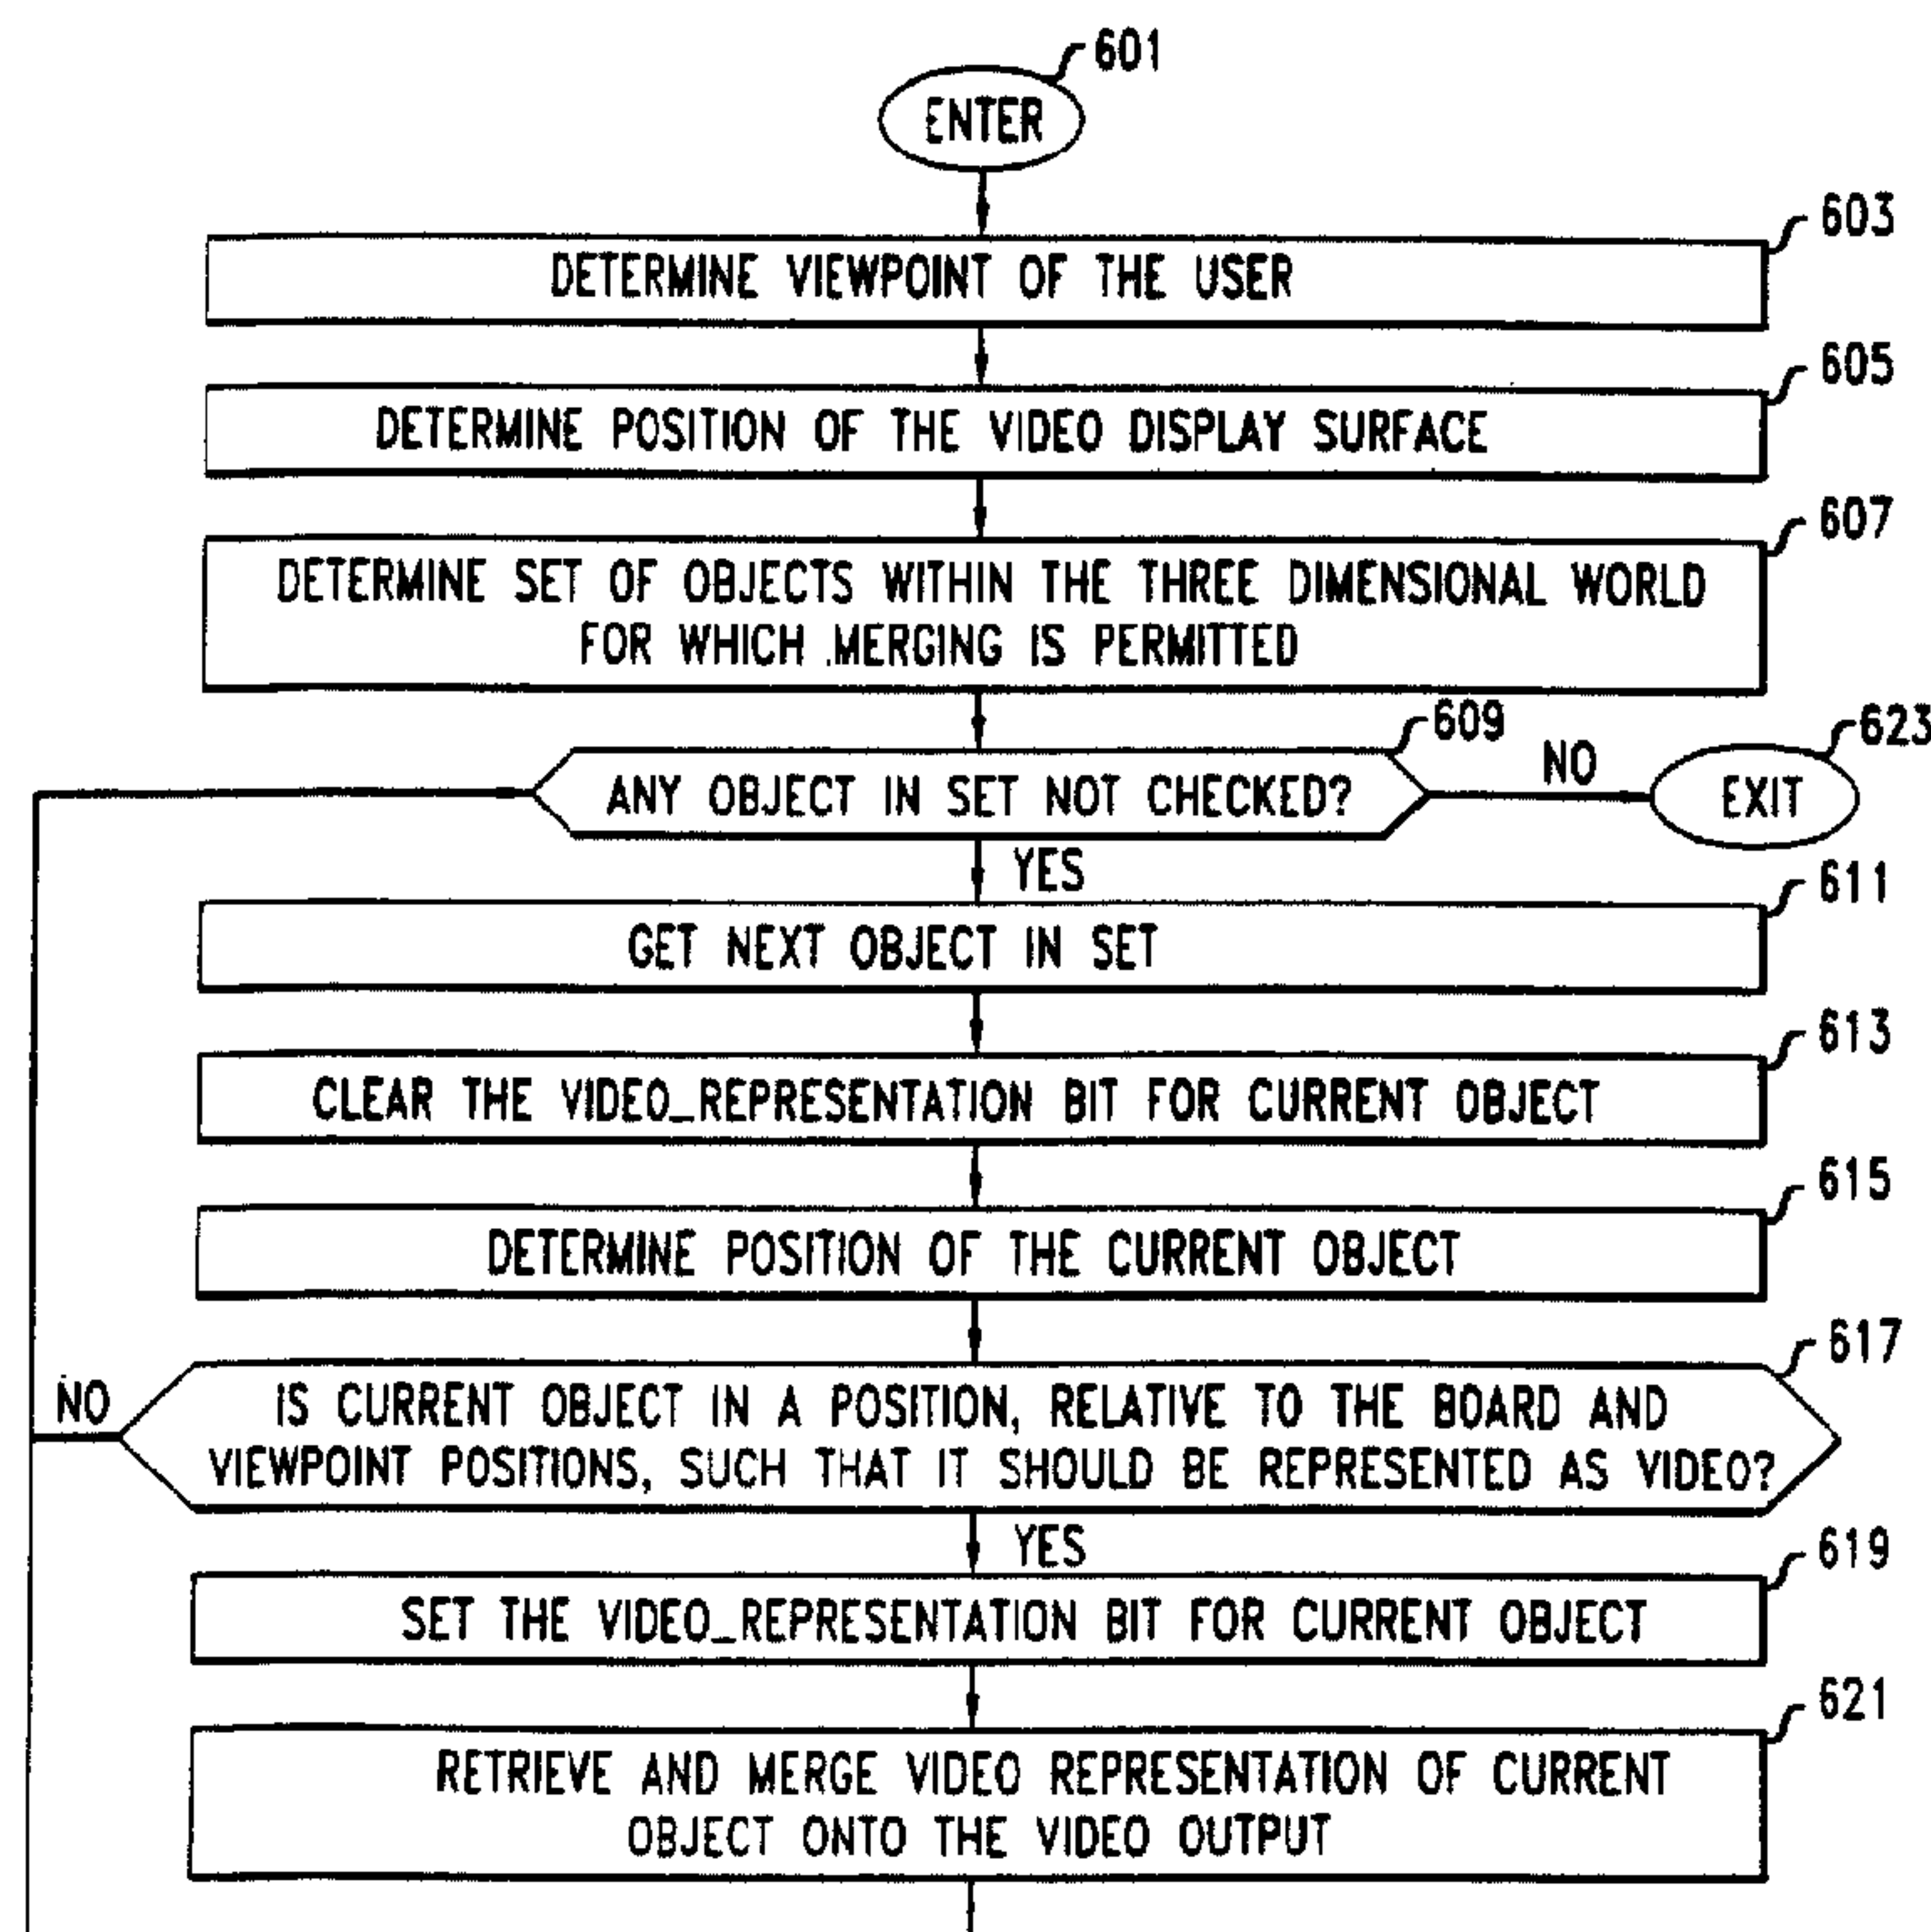 601
ENTER
603
DETERMINE VIEWPOINT OF THE USER
605
DETERMINE POSITION OF THE VIDEO DISPLAY SURFACE
607
DETERMINE SET OF OBJECTS WITHIN THE THREE DIMENSIONAL WORLD
FOR WHICH MERGING IS PERMITTED
609
623
ANY OBJECT IN SET NOT CHECKED?
NO
EXIT
YES
611
GET NEXT OBJECT IN SET
613
CLEAR THE VIDEO_REPRESENTATION BIT FOR CURRENT OBJECT
615
DETERMINE POSITION OF THE CURRENT OBJECT
617
NO
IS CURRENT OBJECT IN A POSITION, RELATIVE TO THE BOARD AND
VIEWPOINT POSITIONS, SUCH THAT IT SHOULD BE REPRESENTED AS VIDEO?
YES
619
SET THE VIDEO_REPRESENTATION BIT FOR CURRENT OBJECT
621
RETRIEVE AND MERGE VIDEO REPRESENTATION OF CURRENT
OBJECT ONTO THE VIDEO OUTPUT